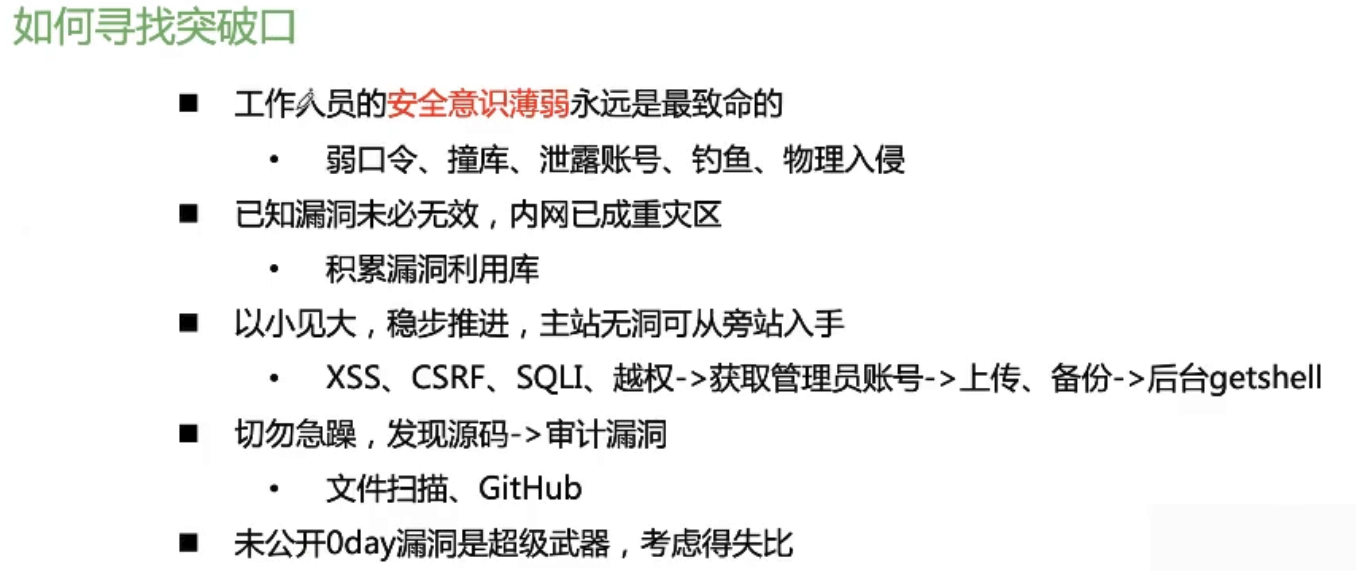 如何寻找突破口
■ 工作人员的安全意识薄弱永远是最致命的
• 弱口令、撞库、泄露账号、钓鱼、物理入侵
■ 已知漏洞未必无效，内网已成重灾区
• 积累漏洞利用库
■ 以小见大，稳步推进，主站无洞可从旁站入手
• XSS、CSRF、SQLI、越权->获取管理员账号->上传、备份->后台getshell
■ 切勿急躁，发现源码->审计漏洞
• 文件扫描、GitHub
■ 未公开0day漏洞是超级武器，考虑得失比